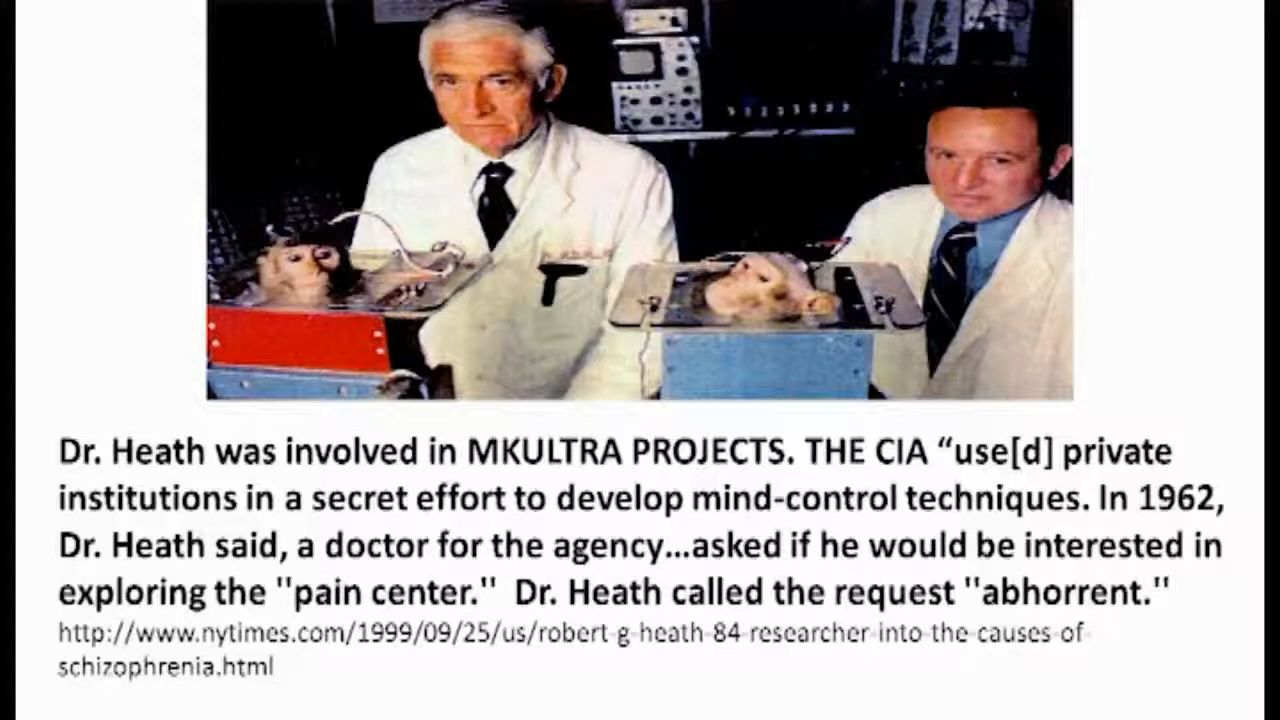 Dr. Heath was involved in MKULTRA PROJECTS. THE CIA “use[d] private
institutions in a secret effort to develop mind-control techniques. In 1962,
Dr. Heath said, a doctor for the agency…asked if he would be interested in
exploring the "pain center."  Dr. Heath called the request "abhorrent."
http://www.nytimes.com/1999/09/25/us/robert-g-heath-84-researcher-into-the-causes-of-
schizophrenia.html